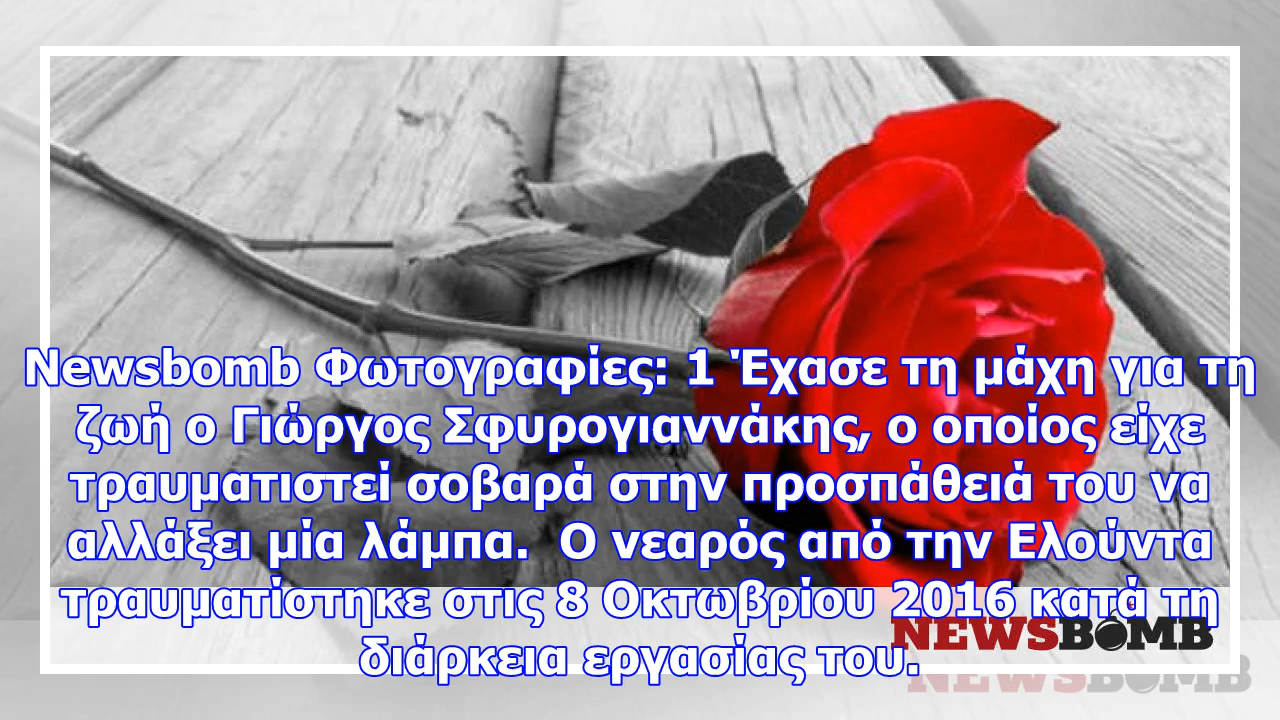 Newsbomb Φωτογραφίες: 1 Έχασε τη μάχη για τη
ζωή ο Γιώργος Σφυρογιαννάκης, ο οποίος είχε
τραυματιστεί σοβαρά στην προσπάθειά του να
αλλάξει μία λάμπα. Ο νεαρός από την Ελούντα
τραυματίστηκε στις 8 Οκτωβρίου 2016 κατά τη
διάρκεια εργασίας του.
NEWSBOMB
NEWSBOMB